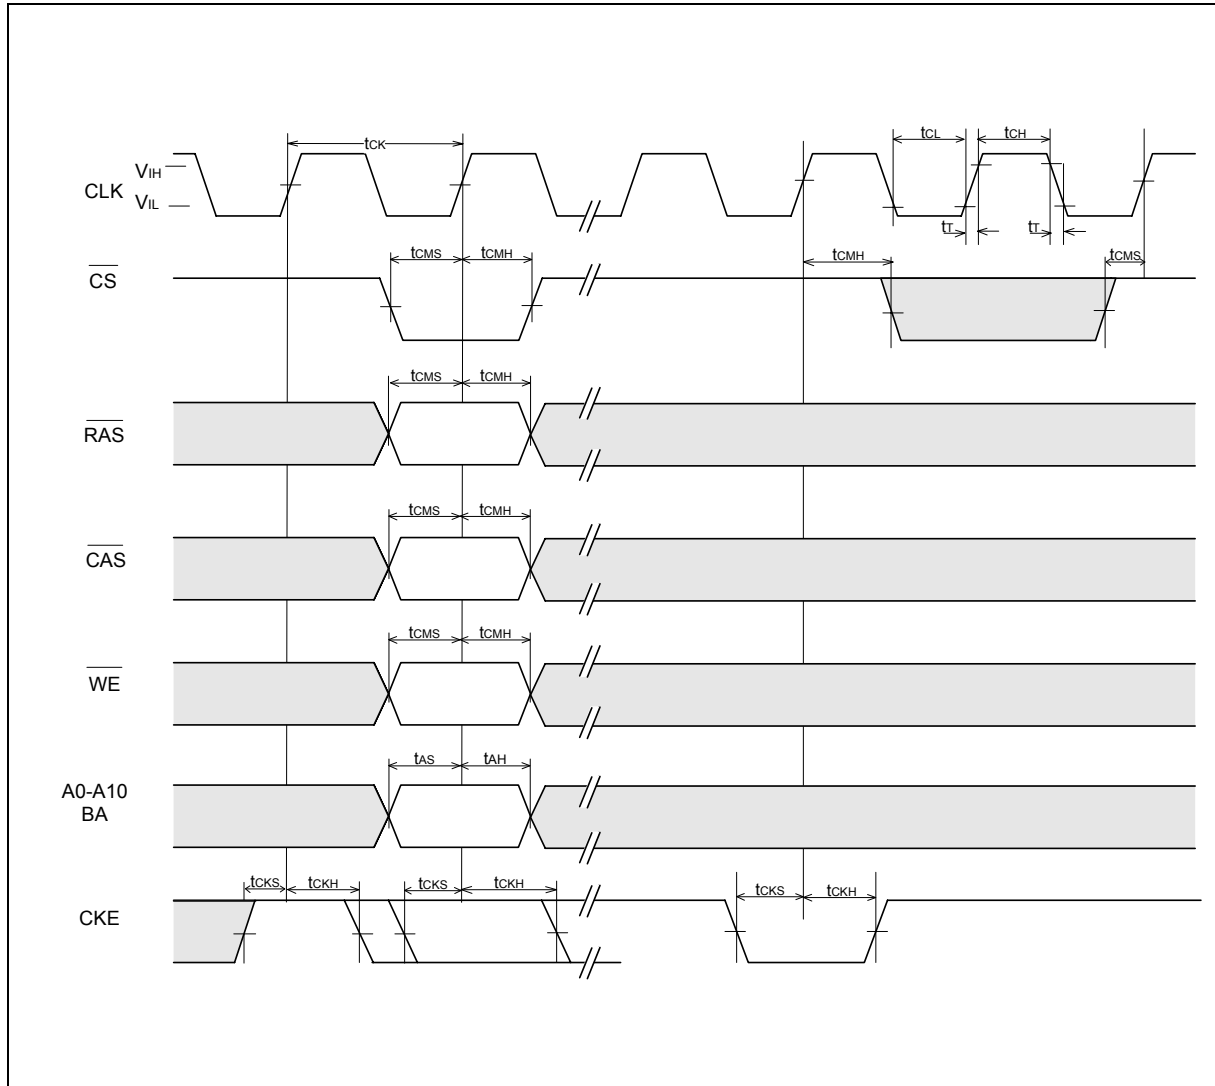 tCK
tCL
tCH
VIH
CLK
VIL
tT
tT
tCMS
tCMH
tCMH
tCMS
CS
tCMS
tCMH
RAS
tCMS
tCMH
CAS
tCMS
tCMH
WE
tAS
tAH
A0-A10
BA
tCKS
tCKH
tCKS
tCKH
tCKS
tCKH
CKE